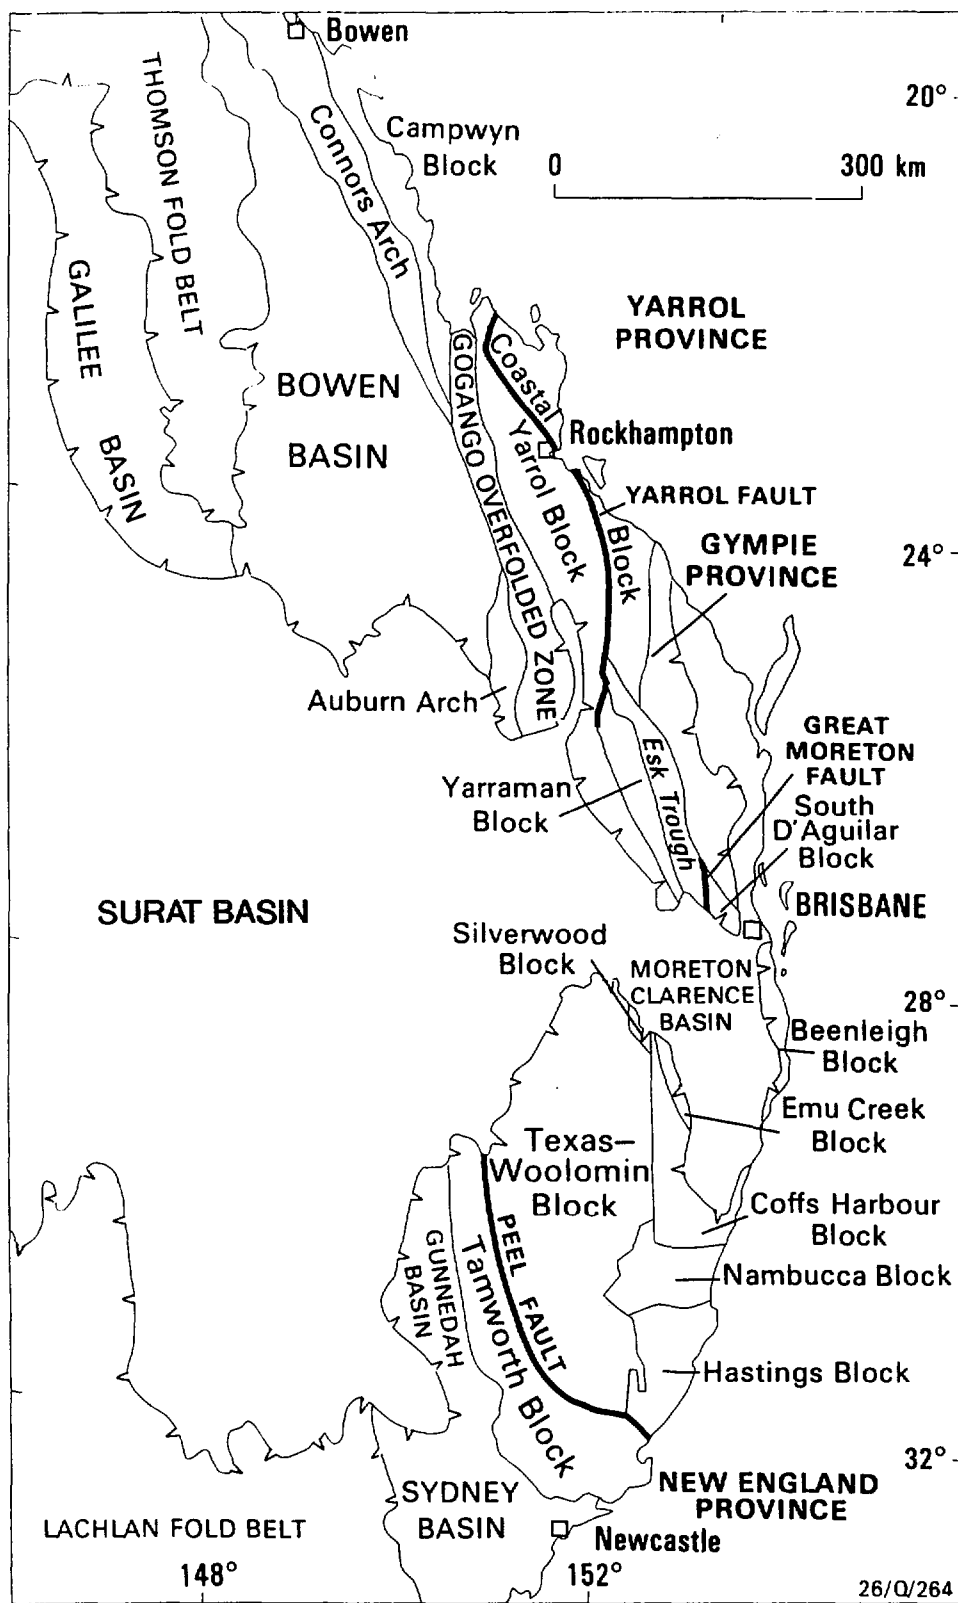 Bowen
THOMSON FOLD BELT
20°
Campwyn
Block
Connors Arch
0
300 km
GALILEE
BASIN
YARROL
PROVINCE
BOWEN
BASIN
GOGANGO OVERFOLDED ZONE
Coastal
Block
Rockhampton
Yarrol Block
YARROL FAULT
GYMPIE
PROVINCE
24°
Auburn Arch
GREAT
MORETON
FAULT
Esk Trough
Yarraman
Block
South
D'Aguilar
Block
SURAT BASIN
BRISBANE
Silverwood
Block
MORETON
CLARENCE
BASIN
28°
Beenleigh
Block
Emu Creek
Block
Texas–
Woolomin
Block
Coffs Harbour
Block
PEEL FAULT
GUNNEDAH
BASIN
Tamworth Block
Nambucca Block
Hastings Block
32°
SYDNEY
BASIN
NEW ENGLAND
PROVINCE
LACHLAN FOLD BELT
Newcastle
148°
152°
26/Q/264